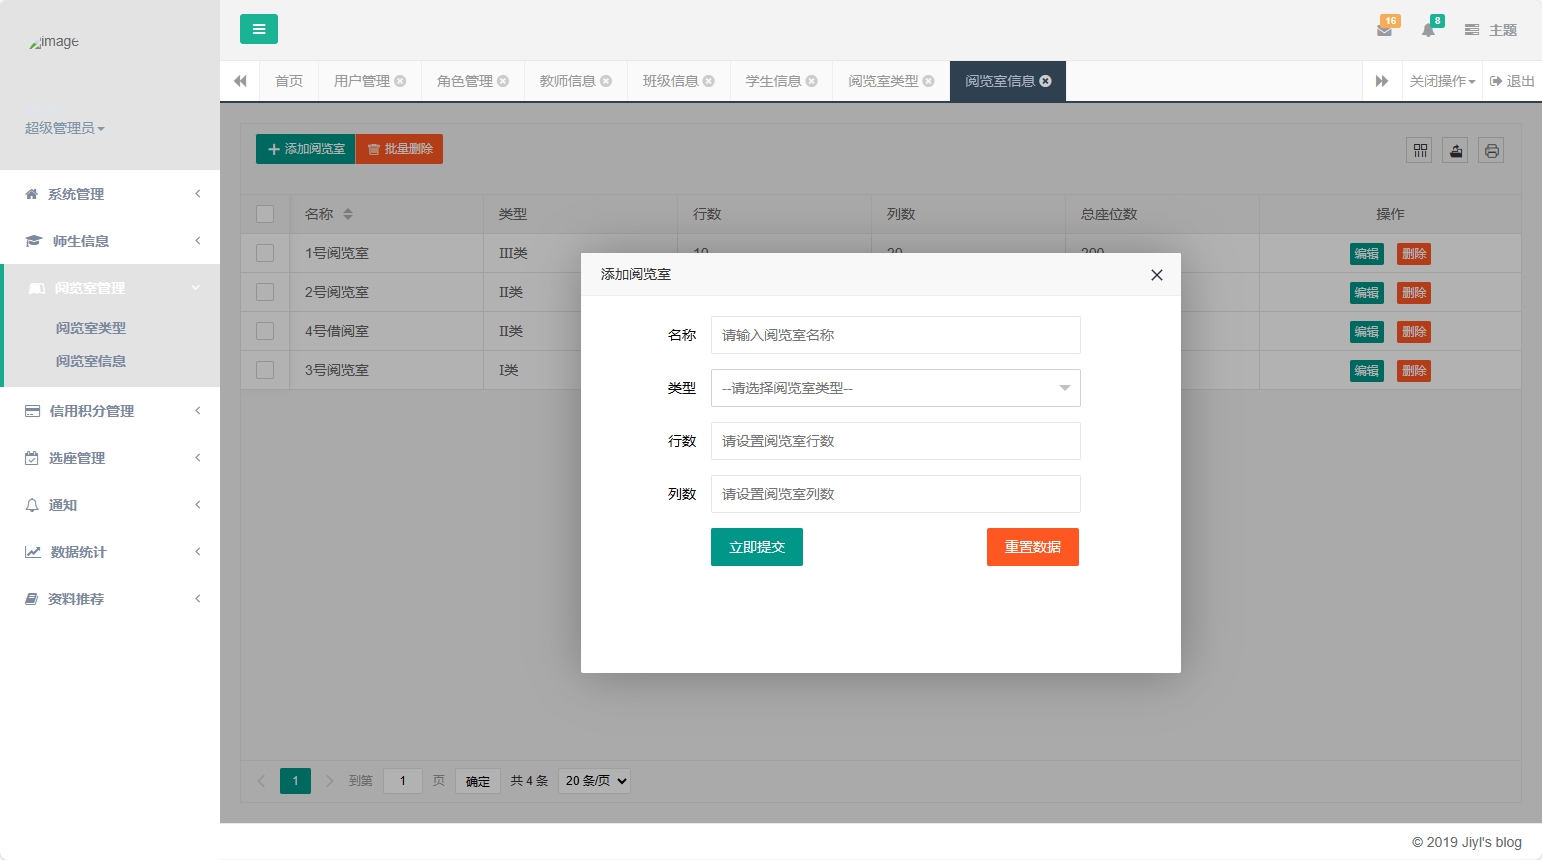 image
超级管理员
系统管理
师生信息
阅览室管理
阅览室类型
阅览室信息
信用积分管理
选座管理
通知
数据统计
资料推荐
16
8
主题
首页
用户管理
角色管理
教师信息
班级信息
学生信息
阅览室类型
阅览室信息
关闭操作
退出
添加阅览室
批量删除
名称 类型 行数 列数 总座位数 操作
1号阅览室 III类 10 20 200 编辑 删除
2号阅览室 II类 编辑 删除
4号借阅室 II类 编辑 删除
3号阅览室 I类 编辑 删除
添加阅览室
名称 请输入阅览室名称
类型 --请选择阅览室类型--
行数 请设置阅览室行数
列数 请设置阅览室列数
立即提交 重置数据
1 到第 1 页 确定 共 4 条 20 条/页
© 2019 Jiyl's blog